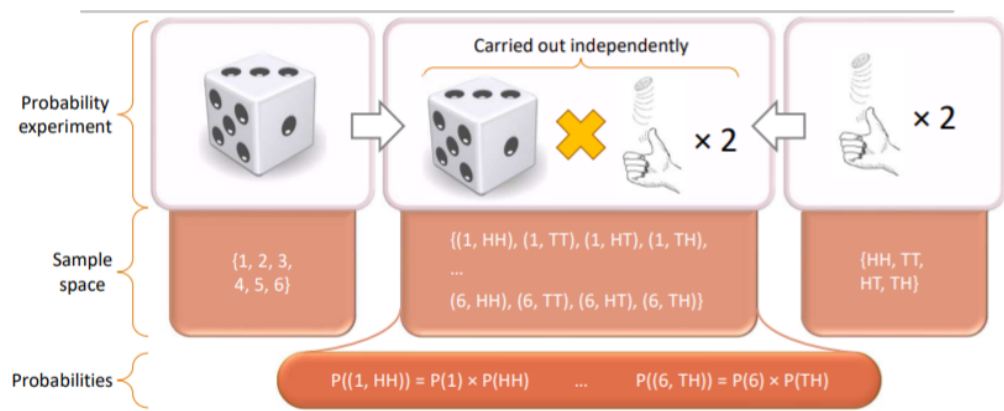 Carried out independently
Probability
experiment
× 2
× 2
Sample
space
{1, 2, 3,
4, 5, 6}
{(1, HH), (1, TT), (1, HT), (1, TH),
...
(6, HH), (6, TT), (6, HT), (6, TH)}
{HH, TT,
HT, TH}
Probabilities
P((1, HH)) = P(1) × P(HH) ... P((6, TH)) = P(6) × P(TH)